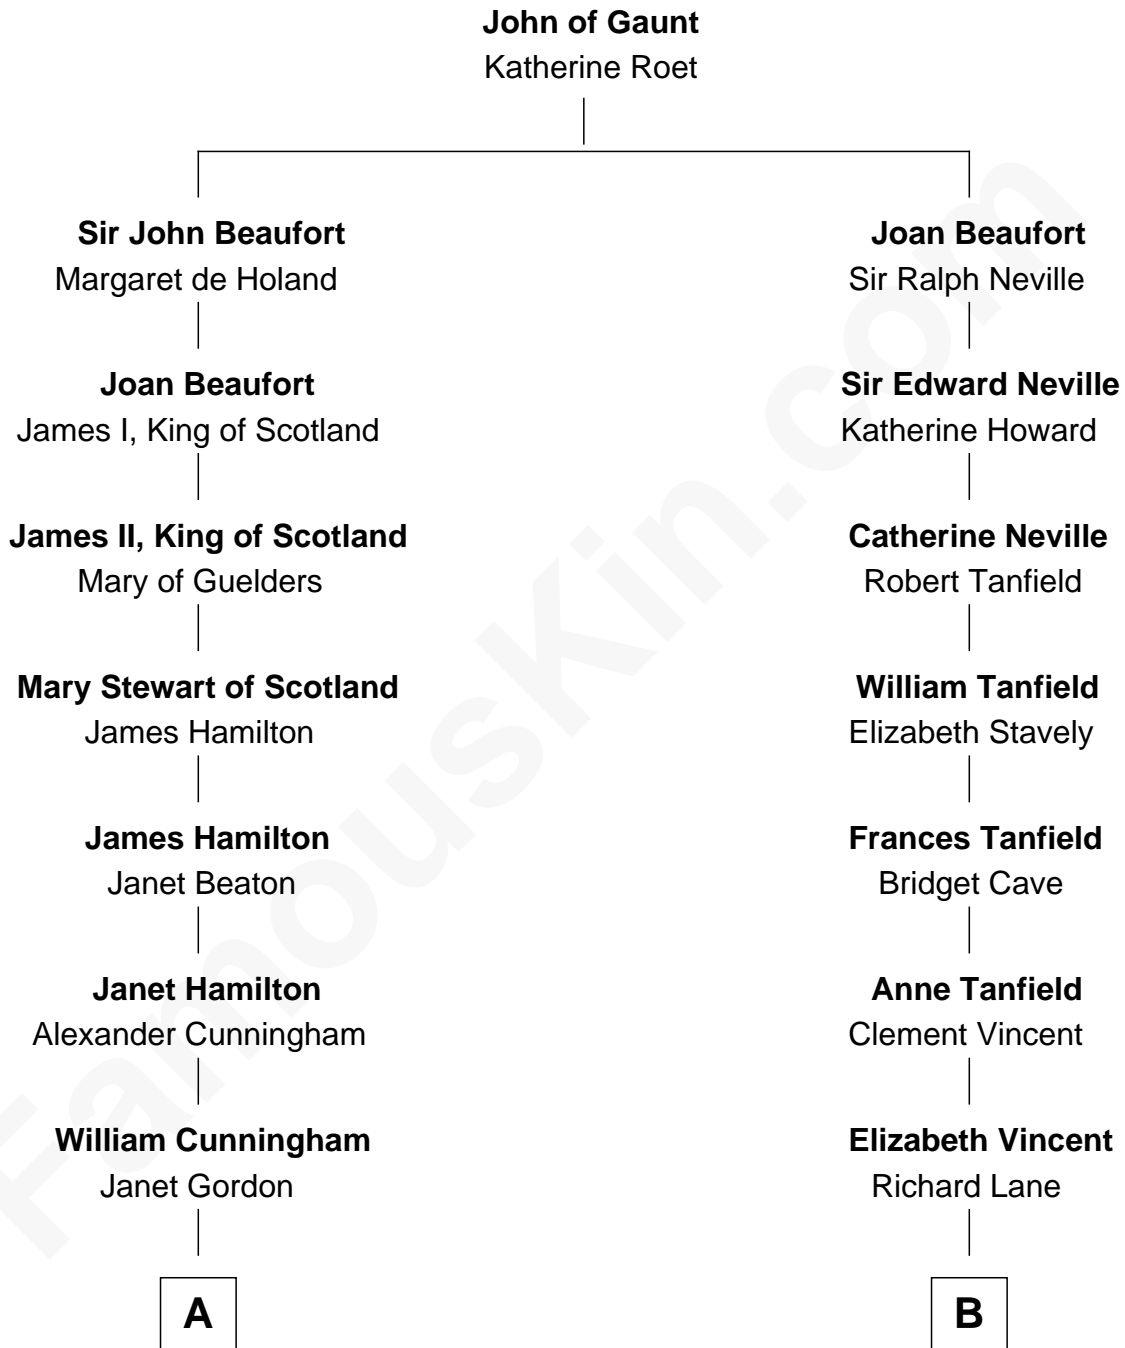 John of Gaunt
Katherine Roet
Sir John Beaufort
Margaret de Holand
Joan Beaufort
James I, King of Scotland
James II, King of Scotland
Mary of Guelders
Mary Stewart of Scotland
James Hamilton
James Hamilton
Janet Beaton
Janet Hamilton
Alexander Cunningham
William Cunningham
Janet Gordon
A
Joan Beaufort
Sir Ralph Neville
Sir Edward Neville
Katherine Howard
Catherine Neville
Robert Tanfield
William Tanfield
Elizabeth Stavely
Frances Tanfield
Bridget Cave
Anne Tanfield
Clement Vincent
Elizabeth Vincent
Richard Lane
B
FamousKin.com